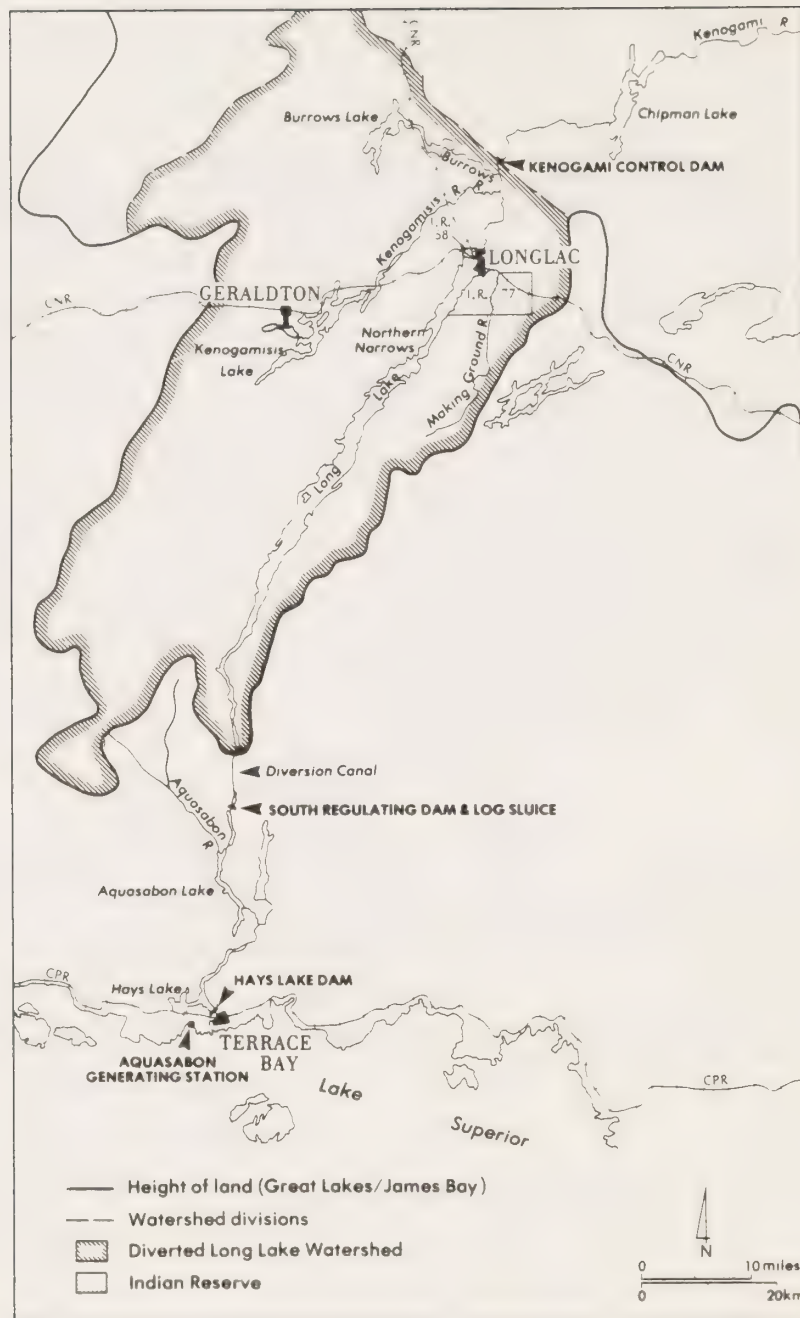 CNR
Kenogami R
Burrows Lake
Chipman Lake
Burrows
R
KENOGAMI CONTROL DAM
Kenogamisis R
I.R.
58
LONGLAC
GERALDTON
CNR
I.R. 77
Northern
Narrows
Kenogamisis
Lake
CNR
Making Ground R
Long Lake
Diversion Canal
SOUTH REGULATING DAM & LOG SLUICE
Aquasabon
R
Aquasabon Lake
CPR
Hays Lake
HAYS LAKE DAM
TERRACE
BAY
AQUASABON
GENERATING STATION
CPR
Lake
Superior
Height of land (Great Lakes/James Bay)
Watershed divisions
Diverted Long Lake Watershed
Indian Reserve
N
0 10 miles
0 20km